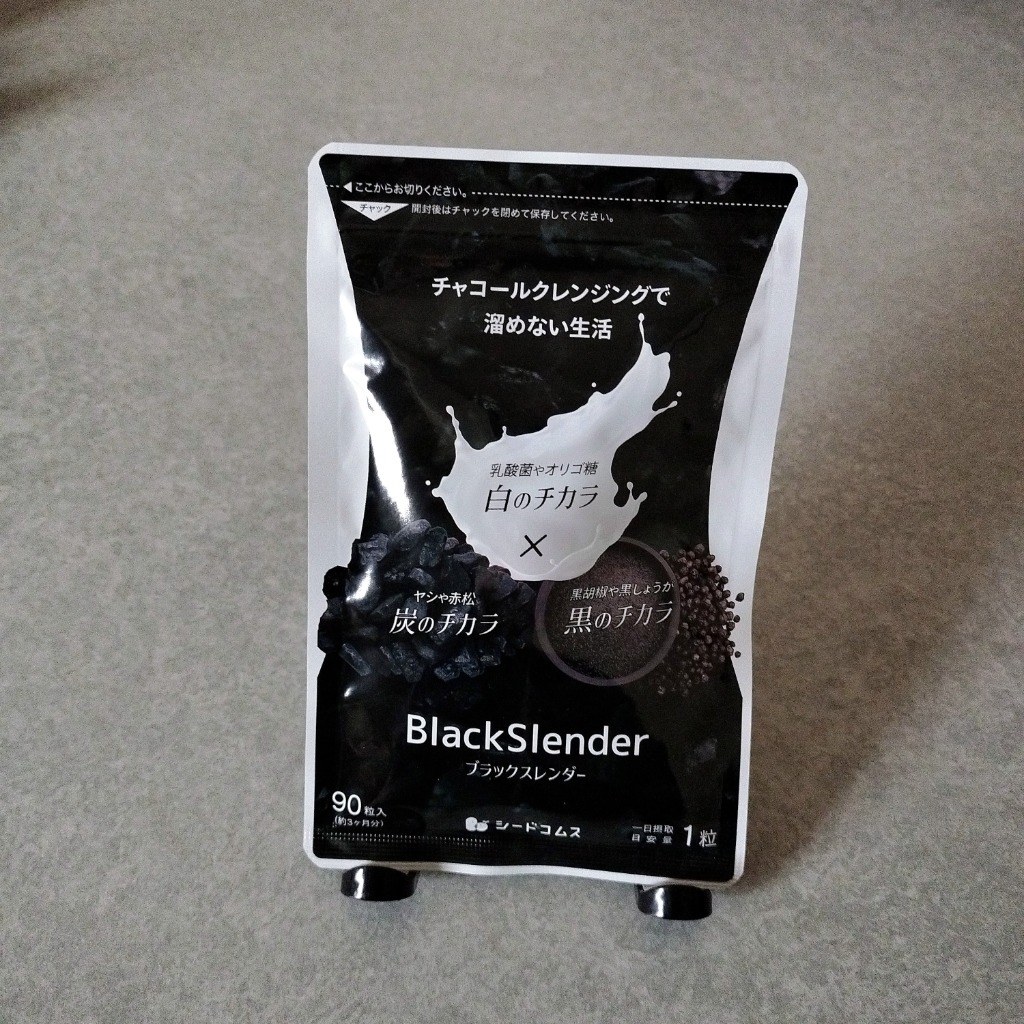 ここからお切りください。
チャック 開封後はチャックを閉めて保存してください。
チャコールクレンジングで
溜めない生活
乳酸菌やオリゴ糖
白のチカラ
×
ヤシや赤松
炭のチカラ
黒胡椒や黒しょうが
黒のチカラ
BlackSlender
ブラックスレンダー
90粒入
(約3ヶ月分)
シードコムス
一日摂取
目安量 1粒